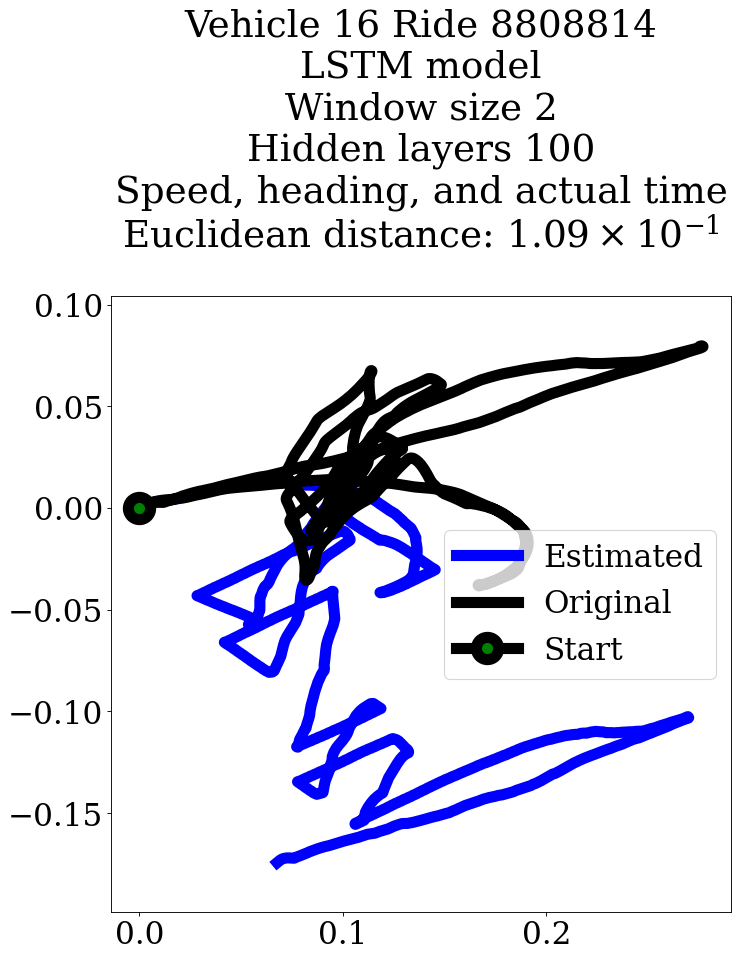 Vehicle 16 Ride 8808814
LSTM model
Window size 2
Hidden layers 100
Speed, heading, and actual time
Euclidean distance: 1.09 × 10⁻¹
0.10
0.05
0.00
−0.05
−0.10
−0.15
Estimated
Original
Start
0.0 0.1 0.2